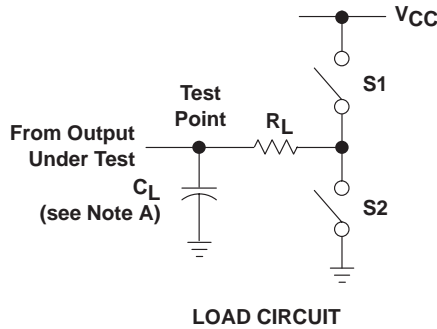 VCC
S1
Test
Point
RL
From Output
Under Test
CL
(see Note A)
S2
LOAD CIRCUIT